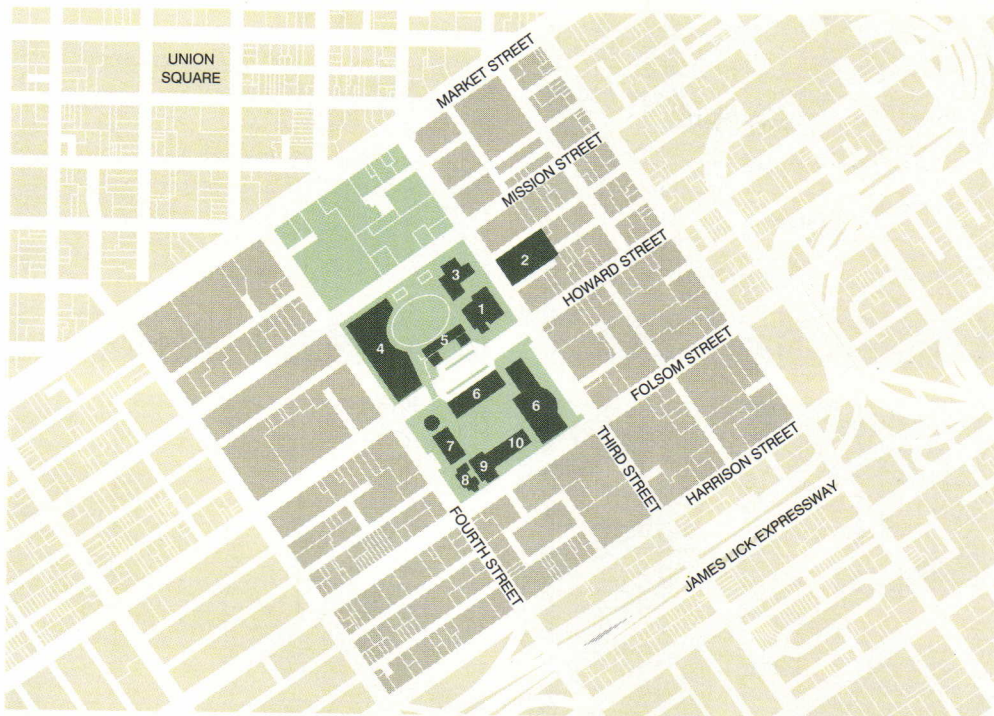 UNION
SQUARE
MARKET STREET
MISSION STREET
2
3
HOWARD STREET
1
5
4
FOLSOM STREET
6
6
THIRD STREET
10
7
HARRISON STREET
9
8
FOURTH STREET
JAMES LICK EXPRESSWAY